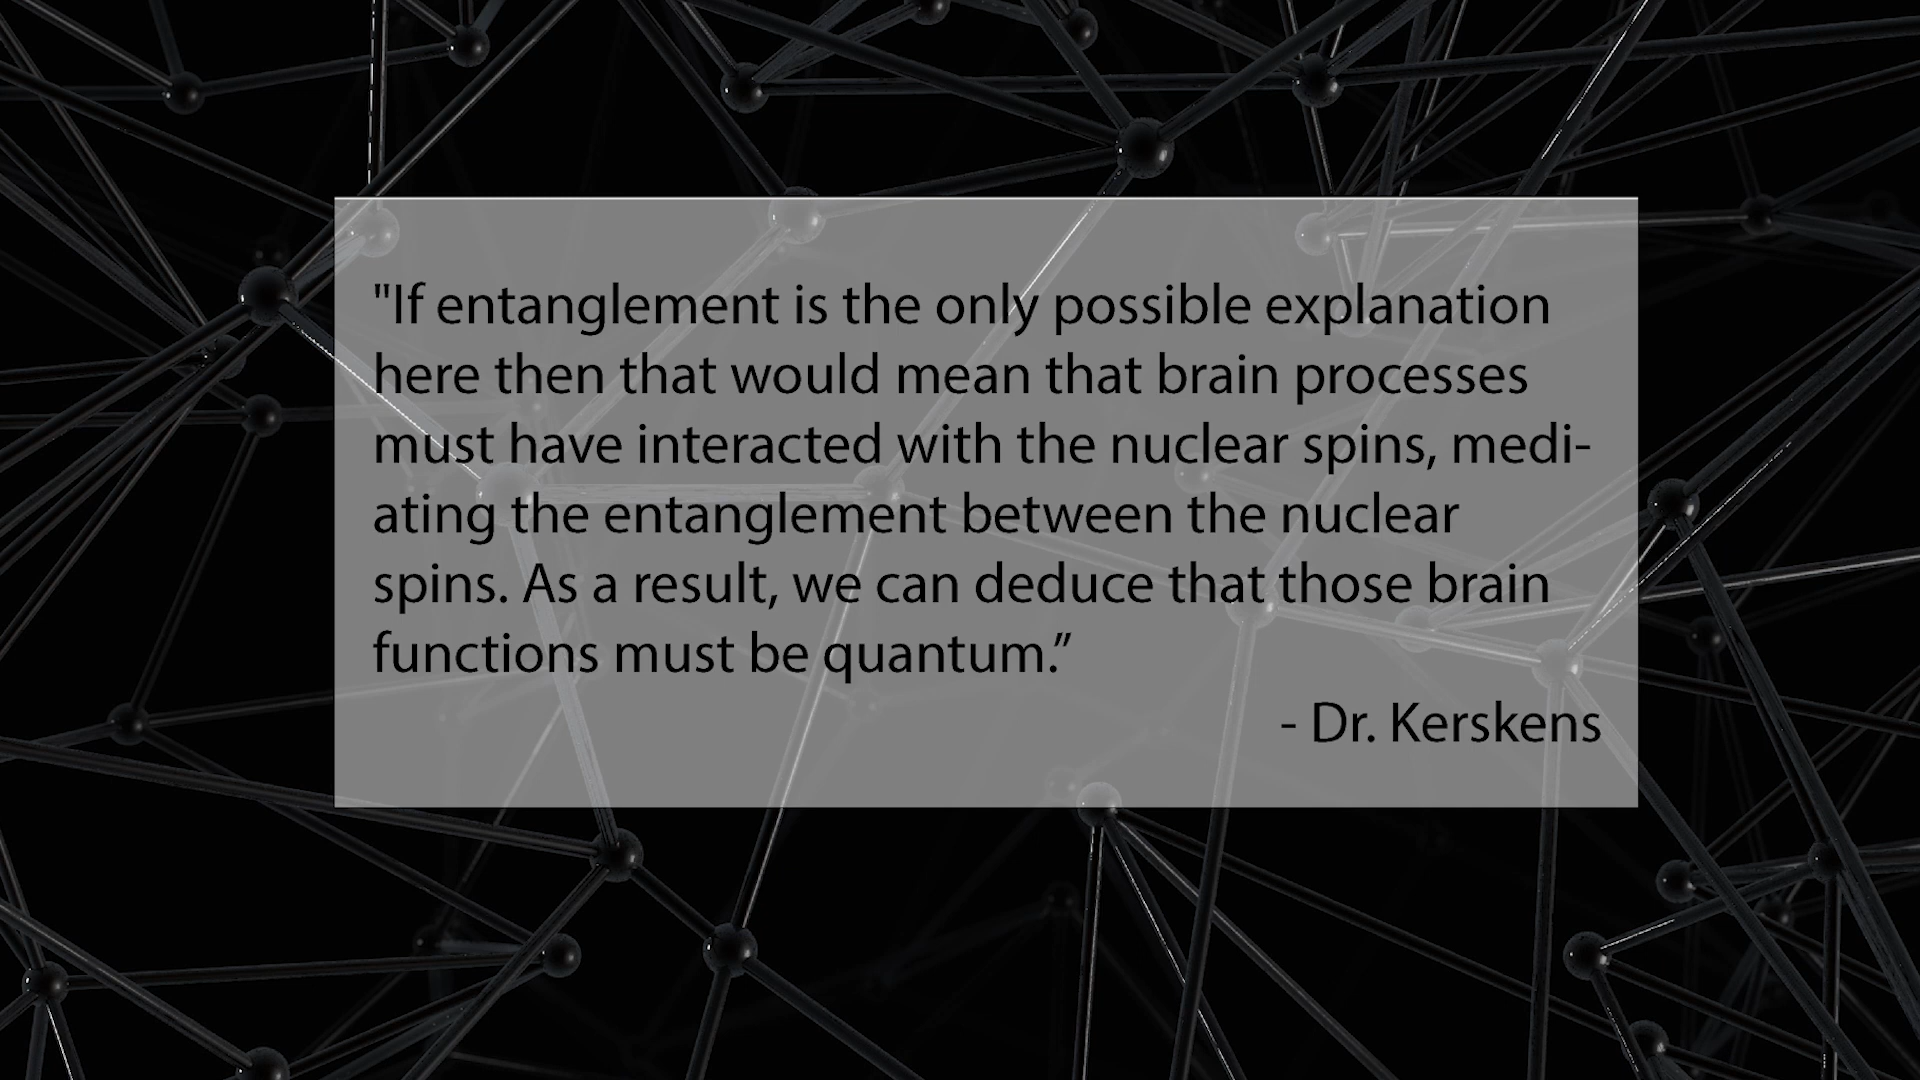 "If entanglement is the only possible explanation
here then that would mean that brain processes
must have interacted with the nuclear spins, medi-
ating the entanglement between the nuclear
spins. As a result, we can deduce that those brain
functions must be quantum.”
- Dr. Kerskens